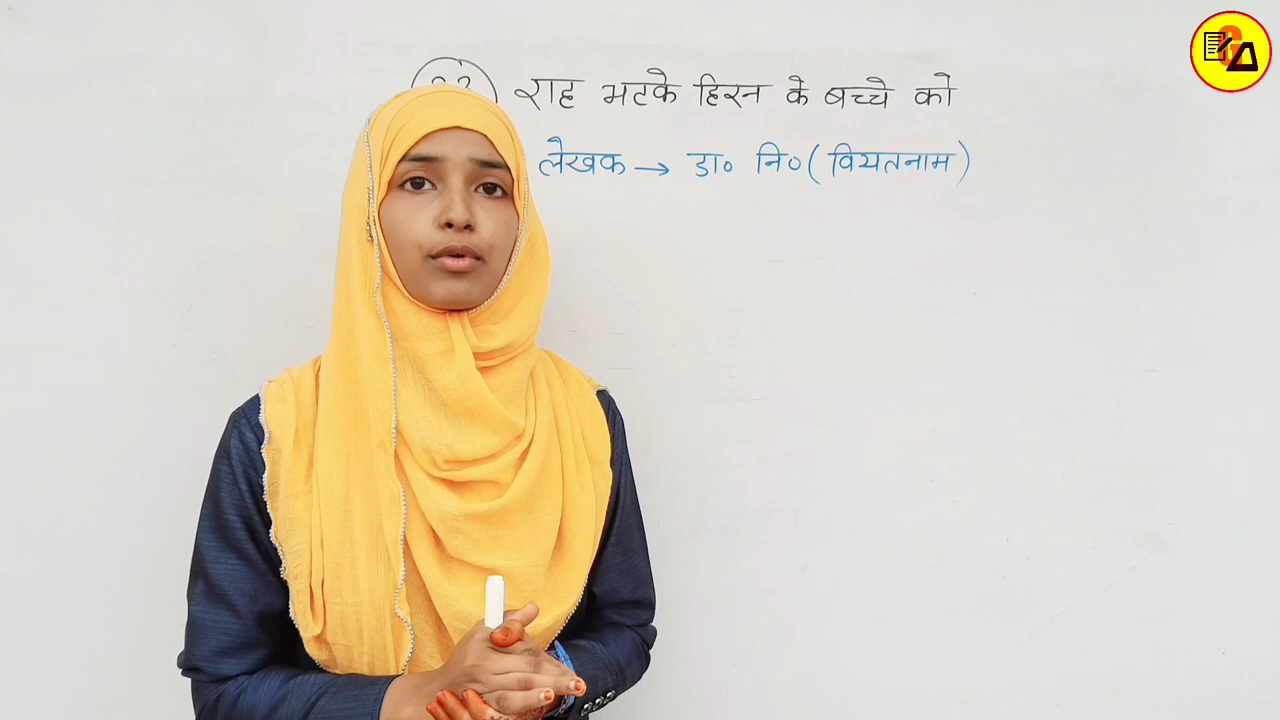 राह भटके हिरन के बच्चे को
लेखक → डा० नि० (वियतनाम)